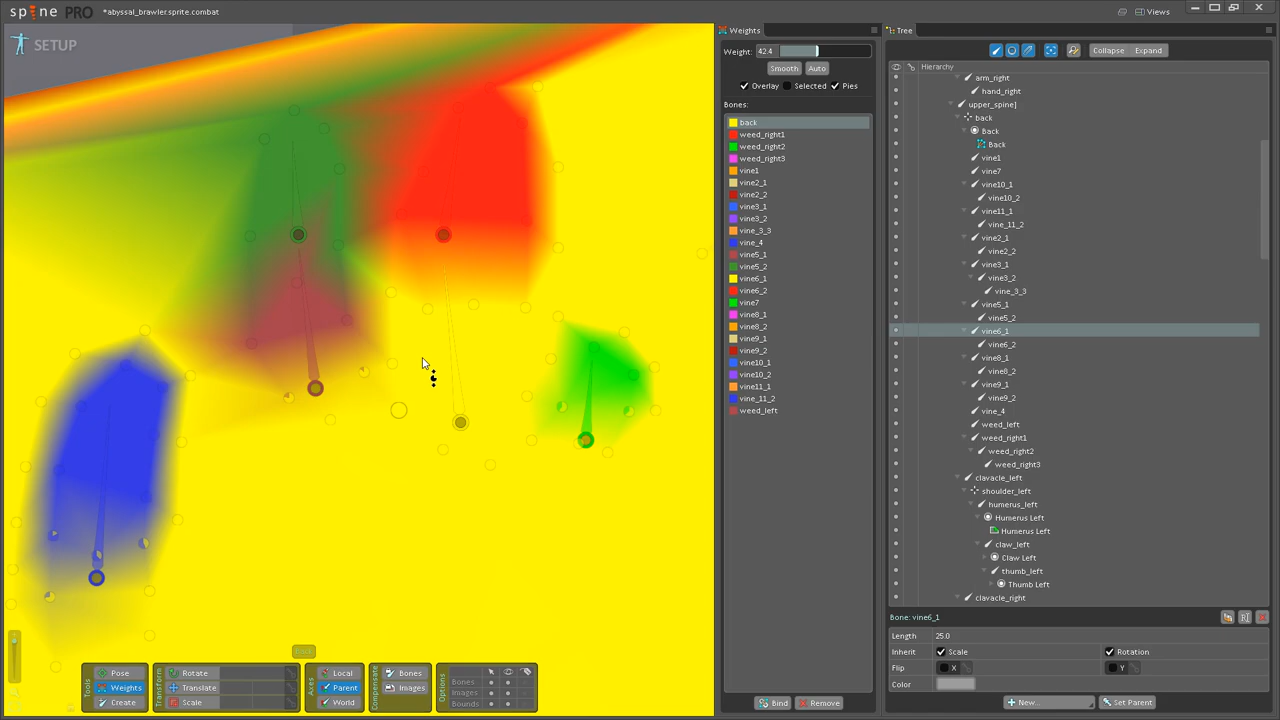 spine PRO *abyssal_brawler.sprite.combat Views
SETUP
Weights
Weight: 42.4
Smooth Auto
Overlay Selected Pies
Bones:
back
weed_right1
weed_right2
weed_right3
vine1
vine2_1
vine2_2
vine3_1
vine3_2
vine_3_3
vine_4
vine5_1
vine5_2
vine6_1
vine6_2
vine7
vine8_1
vine8_2
vine9_1
vine9_2
vine10_1
vine10_2
vine11_1
vine_11_2
weed_left
Bind Remove
Tree
Collapse Expand
Hierarchy
arm_right
hand_right
upper_spine]
back
Back
Back
vine1
vine7
vine10_1
vine10_2
vine11_1
vine_11_2
vine2_1
vine2_2
vine3_1
vine3_2
vine_3_3
vine5_1
vine5_2
vine6_1
vine6_2
vine8_1
vine8_2
vine9_1
vine9_2
vine_4
weed_left
weed_right1
weed_right2
weed_right3
clavacle_left
shoulder_left
humerus_left
Humerus Left
Humerus Left
claw_left
Claw Left
thumb_left
Thumb Left
clavacle_right
Bone: vine6_1
Length 25.0
Inherit Scale Rotation
Flip X Y
Color
New... Set Parent
Back
Tools
Pose
Weights
Create
Transform
Rotate
Translate
Scale
Axes
Local
Parent
World
Compensate
Bones
Images
Options
Bones
Images
Bounds